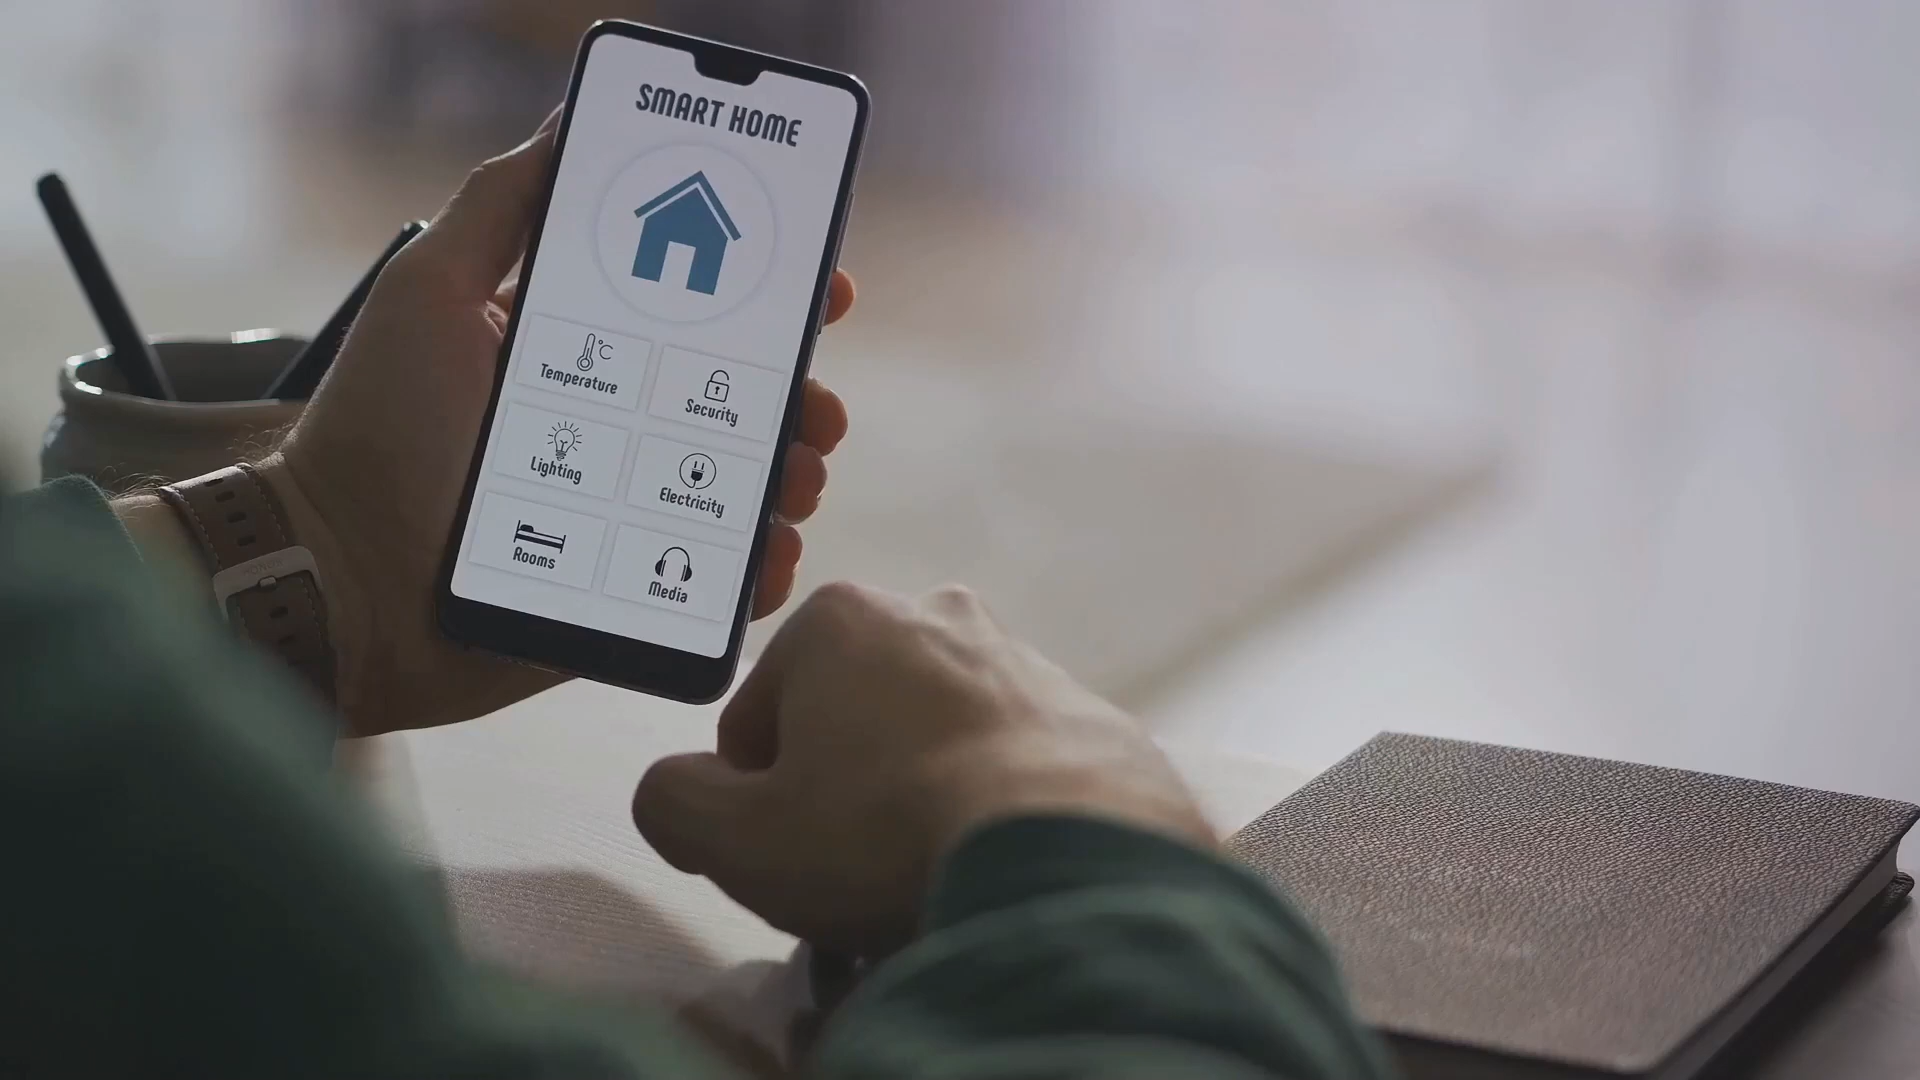 SMART HOME
°C
Temperature
Security
Lighting
Electricity
Rooms
Media